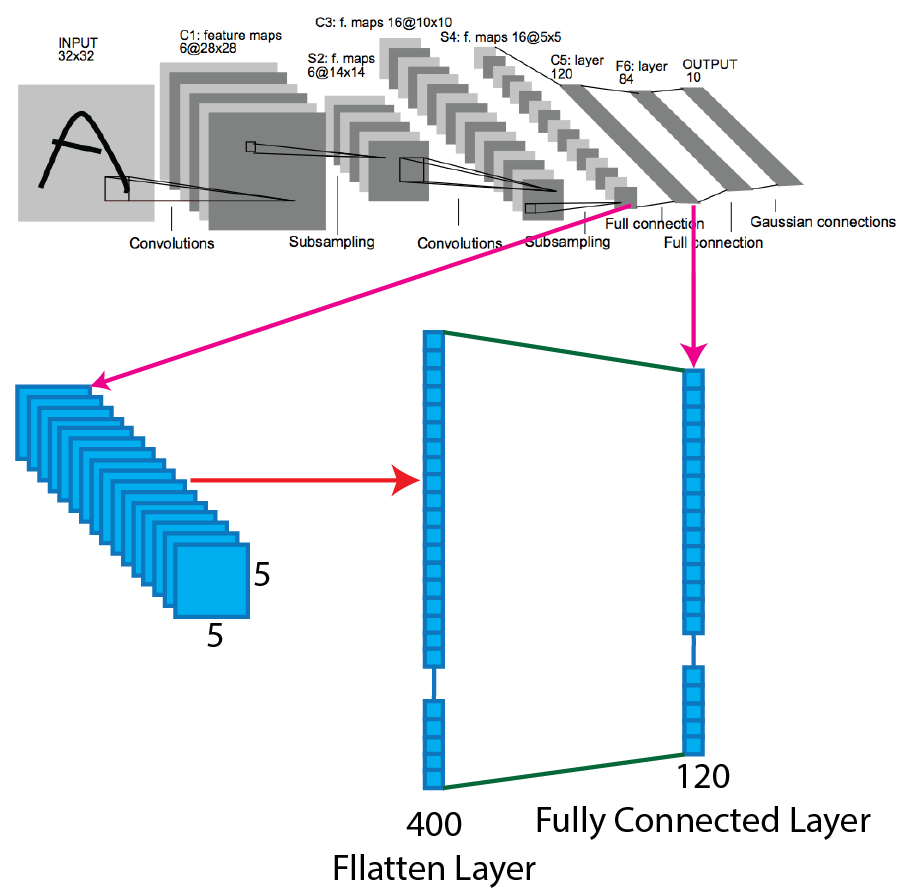 INPUT
32x32
C1: feature maps
6@28x28
S2: f. maps
6@14x14
C3: f. maps 16@10x10
S4: f. maps 16@5x5
C5: layer
120
F6: layer
84
OUTPUT
10
Convolutions
Subsampling
Convolutions
Subsampling
Full connection
Full connection
Gaussian connections
5
5
400
Fllatten Layer
120
Fully Connected Layer